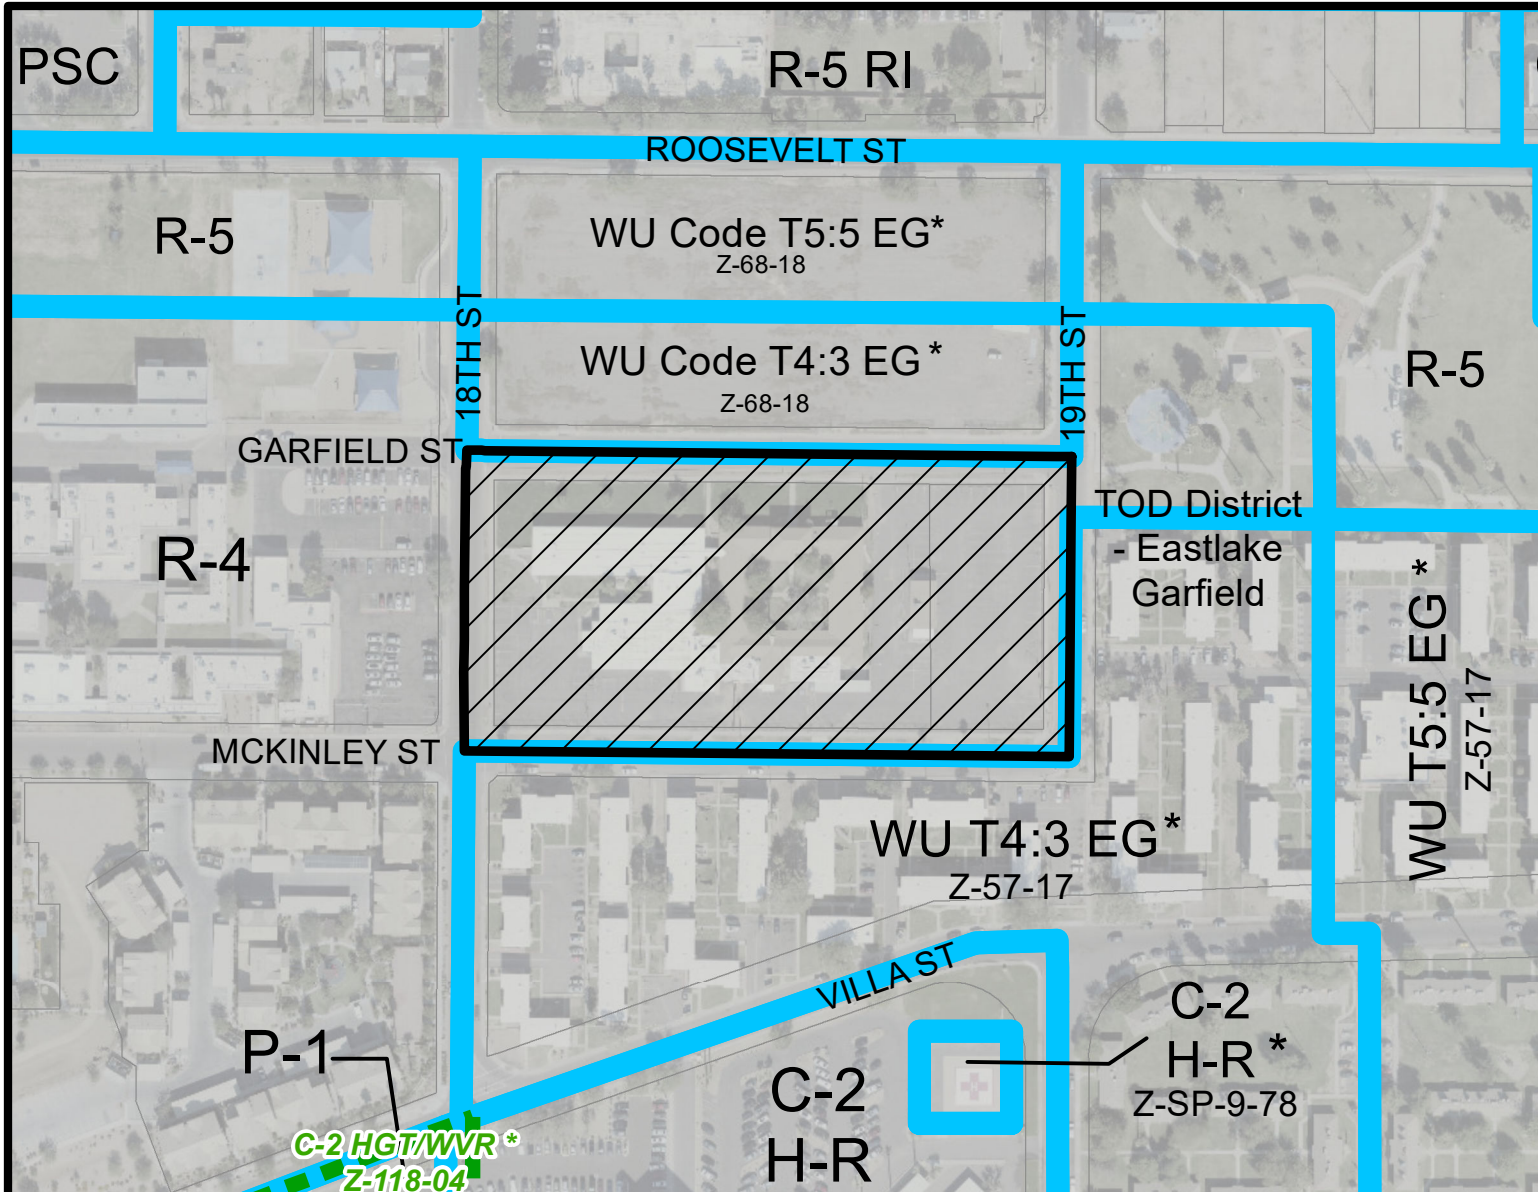 PSC
R-5 RI
ROOSEVELT ST
R-5
WU Code T5:5 EG*
Z-68-18
18TH ST
19TH ST
WU Code T4:3 EG *
Z-68-18
R-5
GARFIELD ST
TOD District
- Eastlake
Garfield
R-4
WU T5:5 EG *
Z-57-17
MCKINLEY ST
WU T4:3 EG*
Z-57-17
VILLA ST
C-2
H-R *
Z-SP-9-78
P-1
C-2
H-R
C-2 HGT/WVR *
Z-118-04